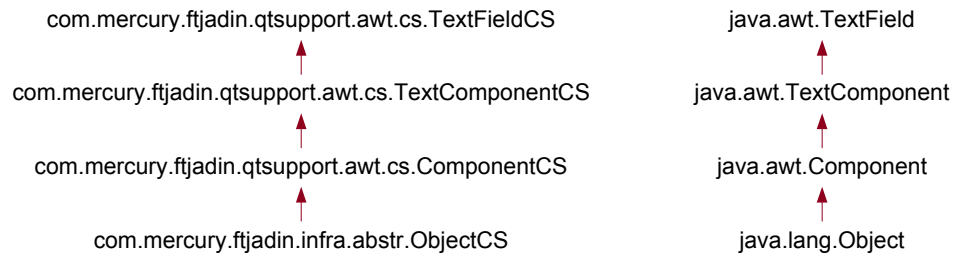 com.mercury.ftjadin.qtsupport.awt.cs.TextFieldCS
java.awt.TextField
com.mercury.ftjadin.qtsupport.awt.cs.TextComponentCS
java.awt.TextComponent
com.mercury.ftjadin.qtsupport.awt.cs.ComponentCS
java.awt.Component
com.mercury.ftjadin.infra.abstr.ObjectCS
java.lang.Object